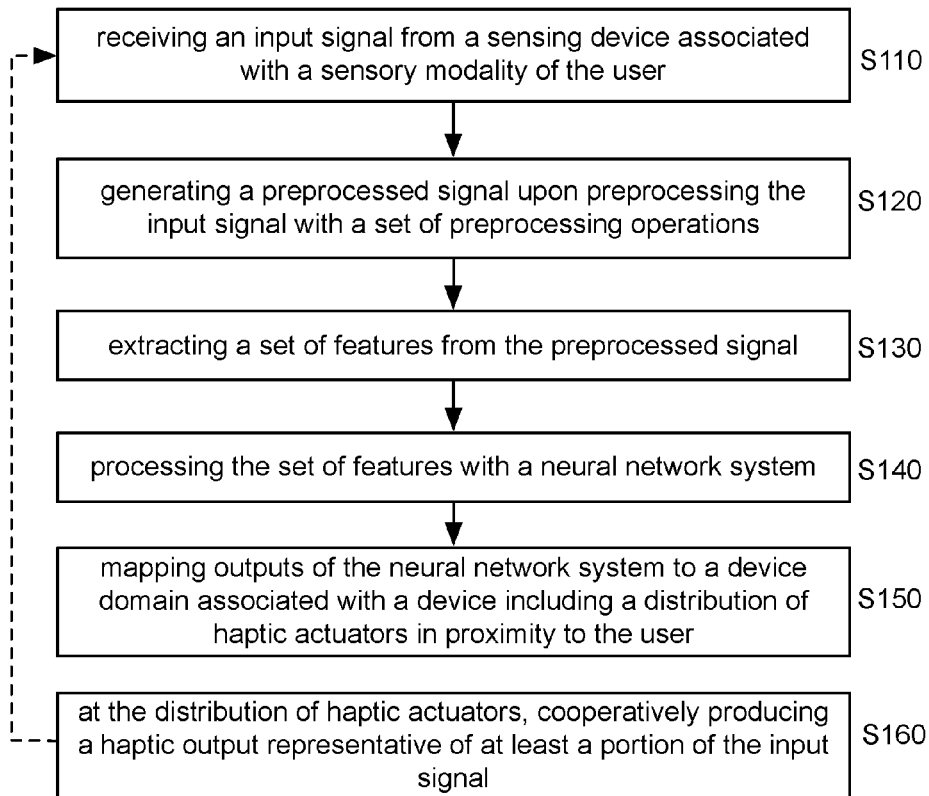 receiving an input signal from a sensing device associated
with a sensory modality of the user
S110
generating a preprocessed signal upon preprocessing the
input signal with a set of preprocessing operations
S120
extracting a set of features from the preprocessed signal
S130
processing the set of features with a neural network system
S140
mapping outputs of the neural network system to a device
domain associated with a device including a distribution of
haptic actuators in proximity to the user
S150
at the distribution of haptic actuators, cooperatively producing
a haptic output representative of at least a portion of the input
signal
S160